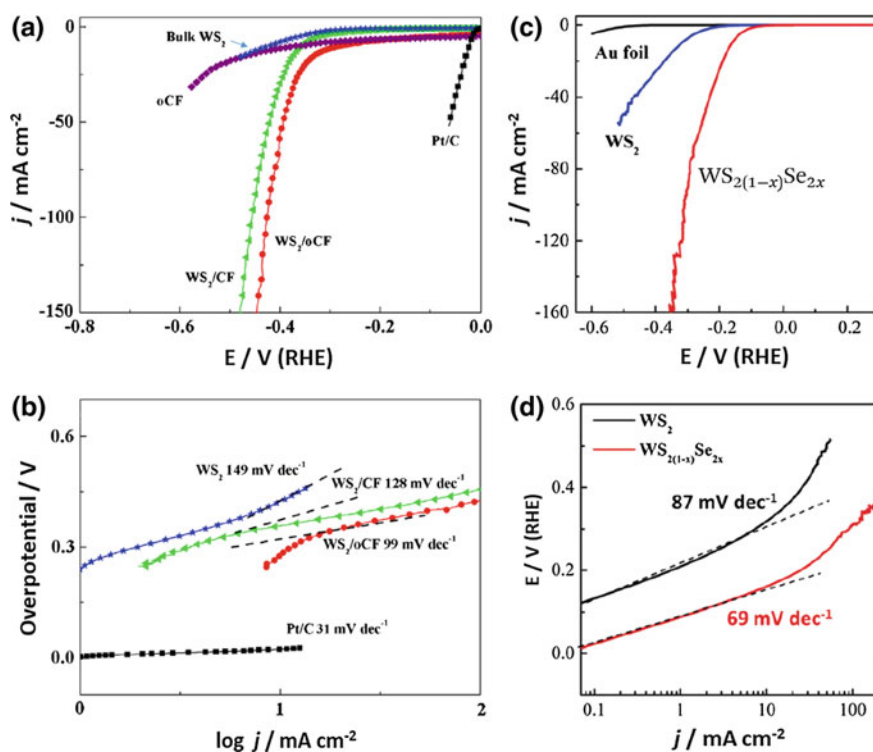 (a)
0
-50
-100
-150
j / mA cm⁻²
Bulk WS₂
oCF
Pt/C
WS₂/CF
WS₂/oCF
-0.8 -0.6 -0.4 -0.2 0.0
E / V (RHE)
(c)
0
-40
-80
-120
-160
j / mA cm⁻²
Au foil
WS₂
WS₂₍₁₋ₓ₎Se₂ₓ
-0.6 -0.4 -0.2 0.0 0.2
E / V (RHE)
(b)
0.6
0.3
0.0
Overpotential / V
WS₂ 149 mV dec⁻¹
WS₂/CF 128 mV dec⁻¹
WS₂/oCF 99 mV dec⁻¹
Pt/C 31 mV dec⁻¹
0 1 2
log j / mA cm⁻²
(d)
0.6
0.4
0.2
0.0
E / V (RHE)
WS₂
WS₂₍₁₋ₓ₎Se₂ₓ
87 mV dec⁻¹
69 mV dec⁻¹
0.1 1 10 100
j / mA cm⁻²